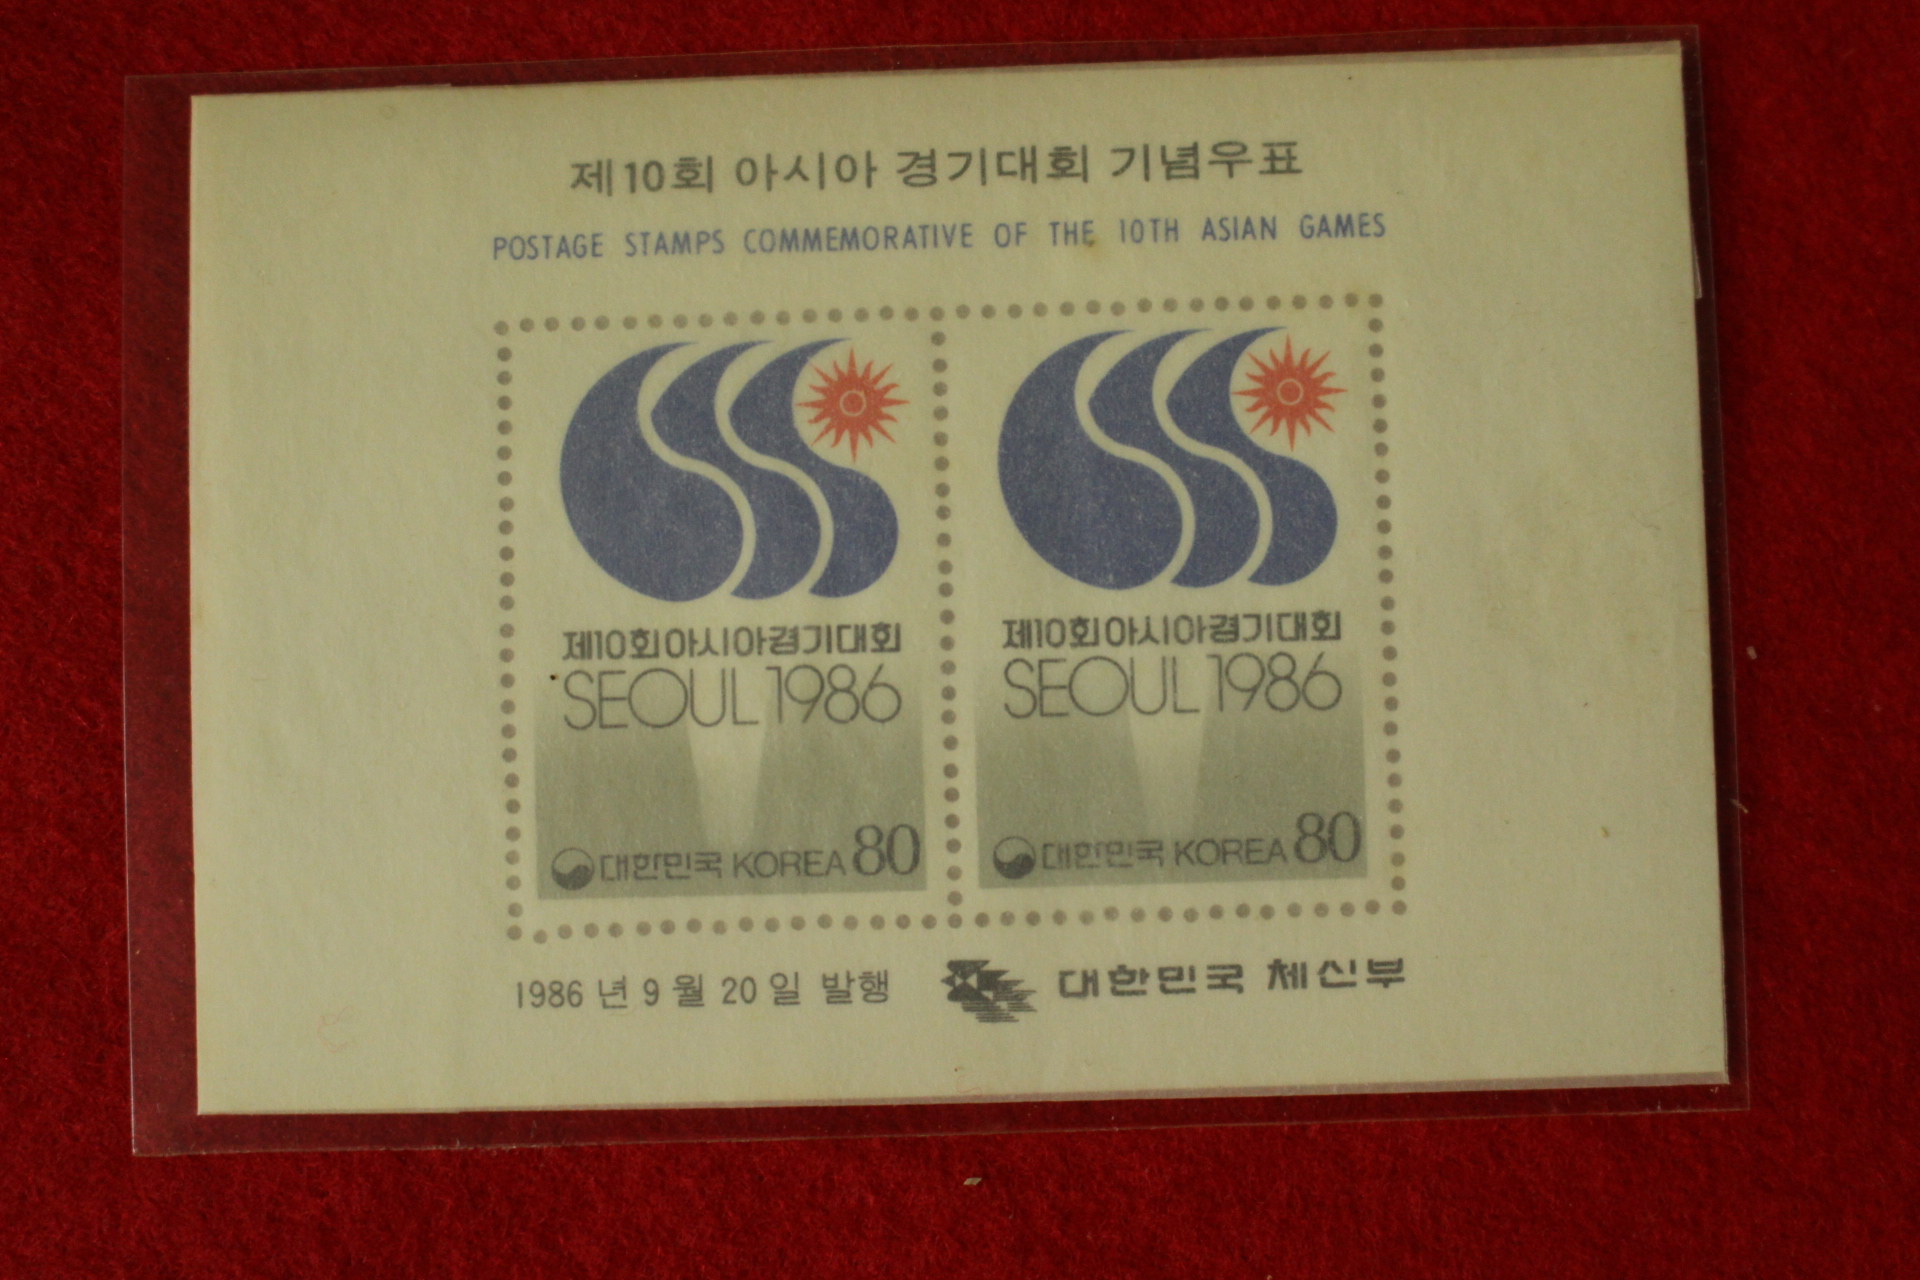 제10회 아시아 경기대회 기념우표
POSTAGE STAMPS COMMEMORATIVE OF THE 10TH ASIAN GAMES
제10회아시아경기대회
SEOUL 1986
대한민국 KOREA 80
제10회아시아경기대회
SEOUL 1986
대한민국 KOREA 80
1986 년 9 월 20 일 발행 대한민국 체신부